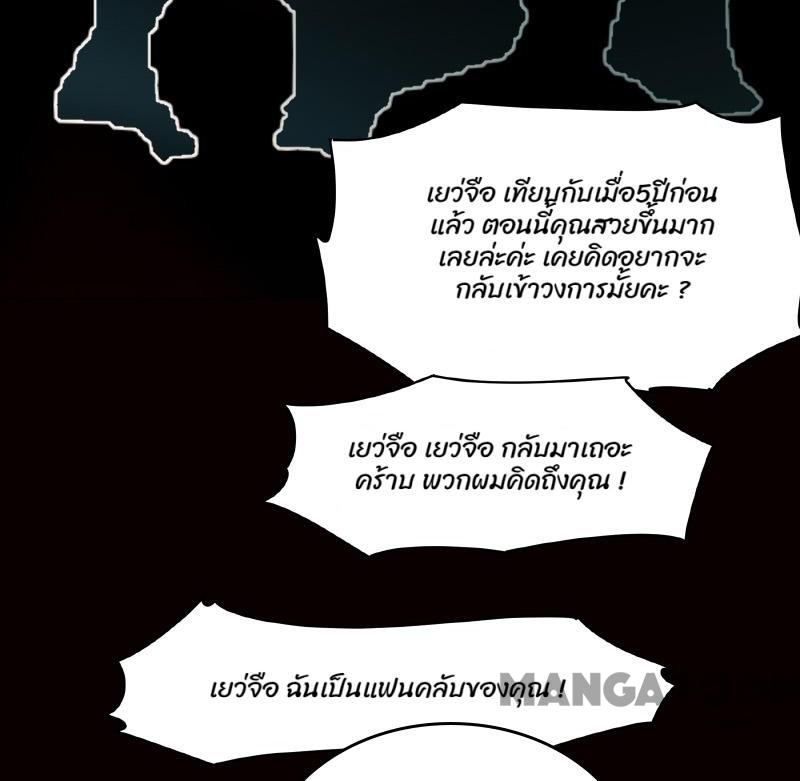 เยว่จือ เทียบกับเมื่อ5ปีก่อน
แล้ว ตอนนี้คุณสวยขึ้นมาก
เลยล่ะค่ะ เคยคิดอยากจะ
กลับเข้าวงการมั้ยคะ ?
เยว่จือ เยว่จือ กลับมาเถอะ
คร้าบ พวกผมคิดถึงคุณ !
เยว่จือ ฉันเป็นแฟนคลับของคุณ !